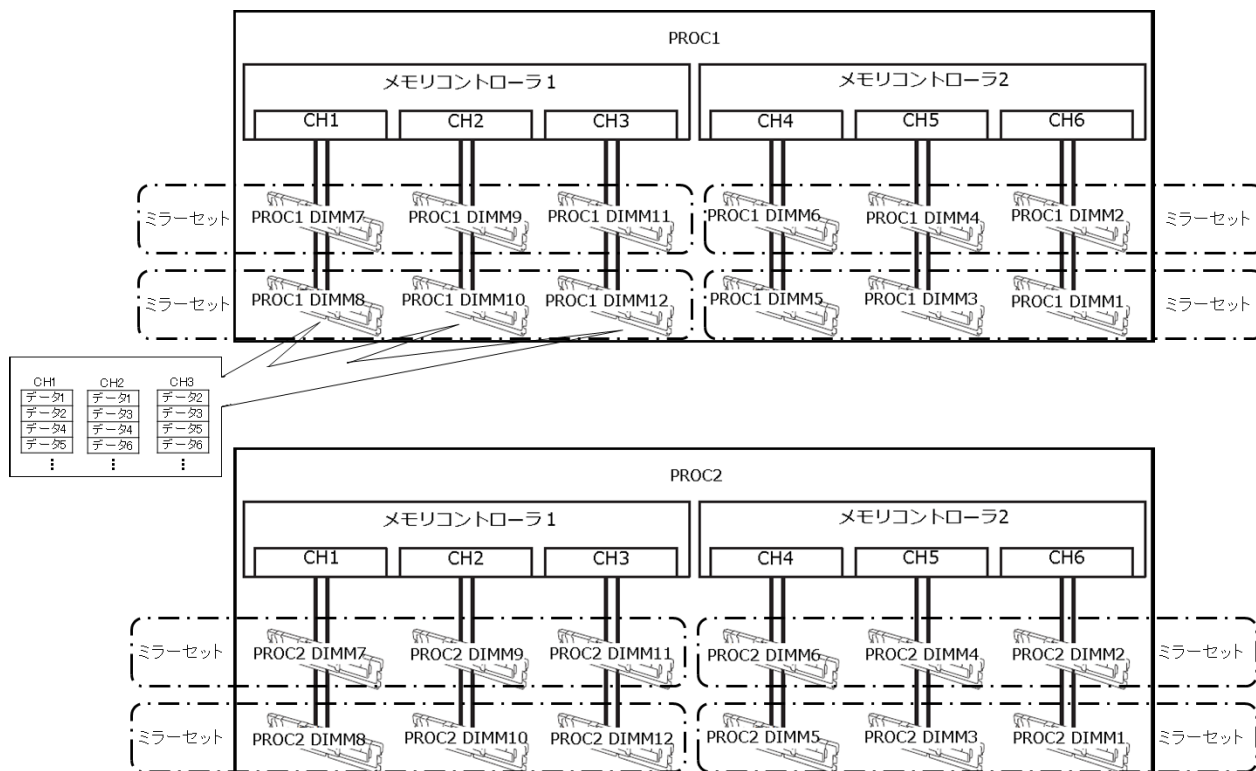 PROC1
メモリコントローラ1
メモリコントローラ2
CH1
CH2
CH3
CH4
CH5
CH6
ミラーセット
PROC1 DIMM7
PROC1 DIMM9
PROC1 DIMM11
PROC1 DIMM6
PROC1 DIMM4
PROC1 DIMM2
ミラーセット
ミラーセット
PROC1 DIMM8
PROC1 DIMM10
PROC1 DIMM12
PROC1 DIMM5
PROC1 DIMM3
PROC1 DIMM1
ミラーセット
CH1
CH2
CH3
データ1
データ1
データ2
データ2
データ3
データ3
データ4
データ4
データ5
データ5
データ6
データ6
PROC2
メモリコントローラ1
メモリコントローラ2
CH1
CH2
CH3
CH4
CH5
CH6
ミラーセット
PROC2 DIMM7
PROC2 DIMM9
PROC2 DIMM11
PROC2 DIMM6
PROC2 DIMM4
PROC2 DIMM2
ミラーセット
ミラーセット
PROC2 DIMM8
PROC2 DIMM10
PROC2 DIMM12
PROC2 DIMM5
PROC2 DIMM3
PROC2 DIMM1
ミラーセット